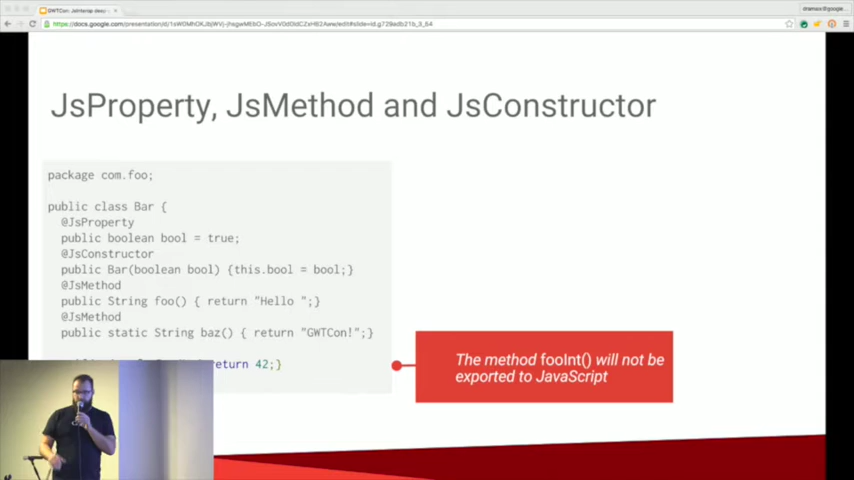 JsProperty, JsMethod and JsConstructor
package com.foo;
public class Bar {
@JsProperty
public boolean bool = true;
@JsConstructor
public Bar(boolean bool) {this.bool = bool;}
@JsMethod
public String foo() { return "Hello ";}
@JsMethod
public static String baz() { return "GWTCon!";}
return 42;}
The method fooInt() will not be
exported to JavaScript